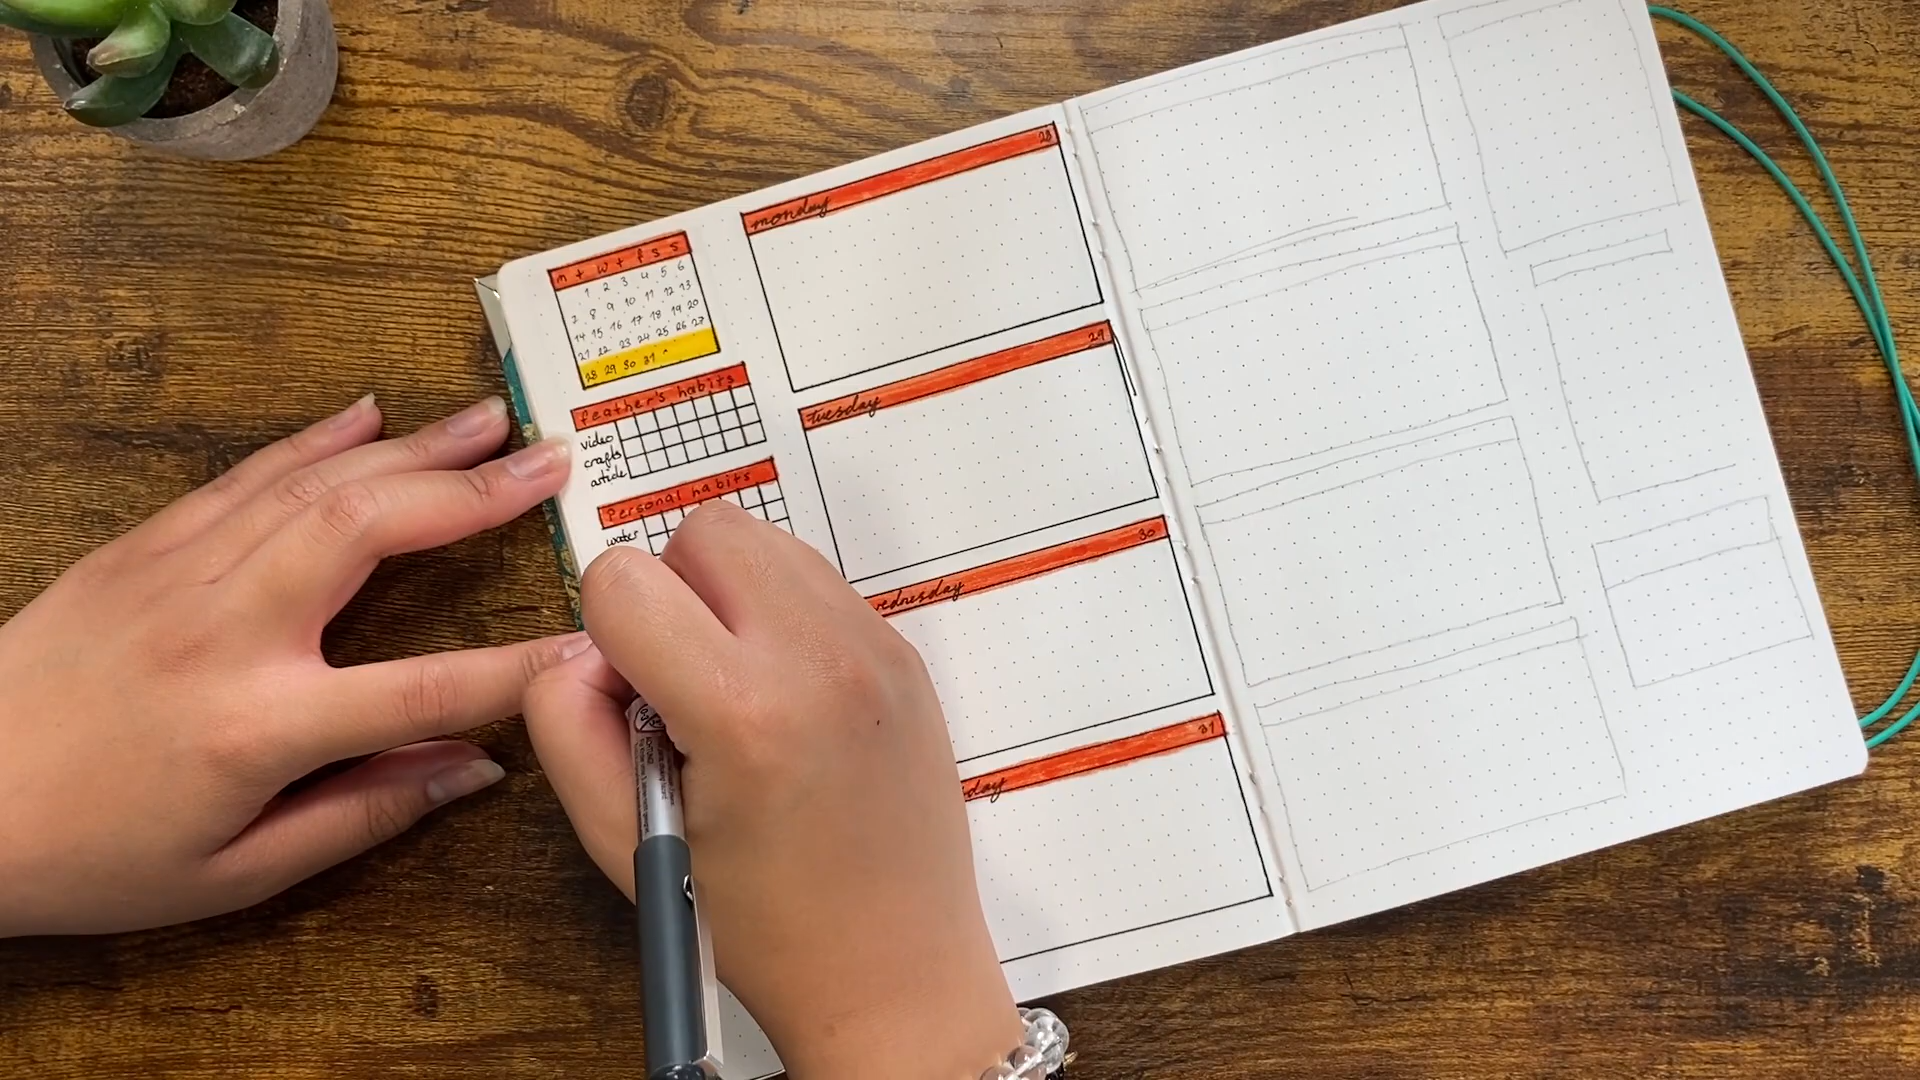 m t w t f s s
1 2 3 4 5 6
7 8 9 10 11 12 13
14 15 16 17 18 19 20
21 22 23 24 25 26 27
28 29 30 31
feather's habits
video
crafts
article
Personal habits
water
monday 28
tuesday 29
wednesday 30
sday 31
ACHTUNG!